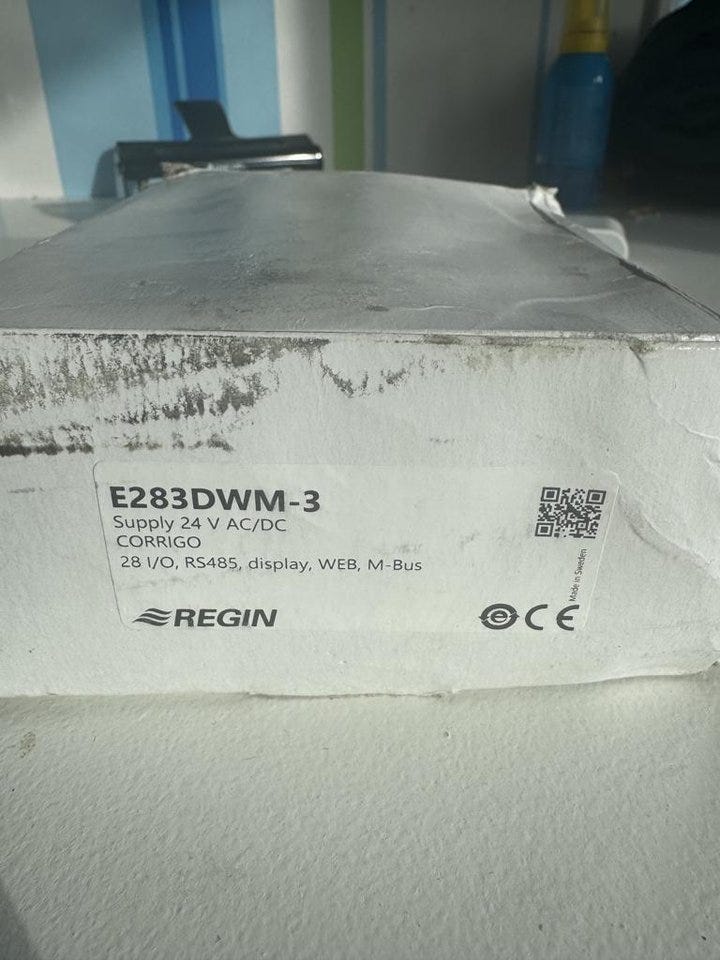 E283DWM-3
Supply 24 V AC/DC
CORRIGO
28 I/O, RS485, display, WEB, M-Bus
Made in Sweden
REGIN
e CE